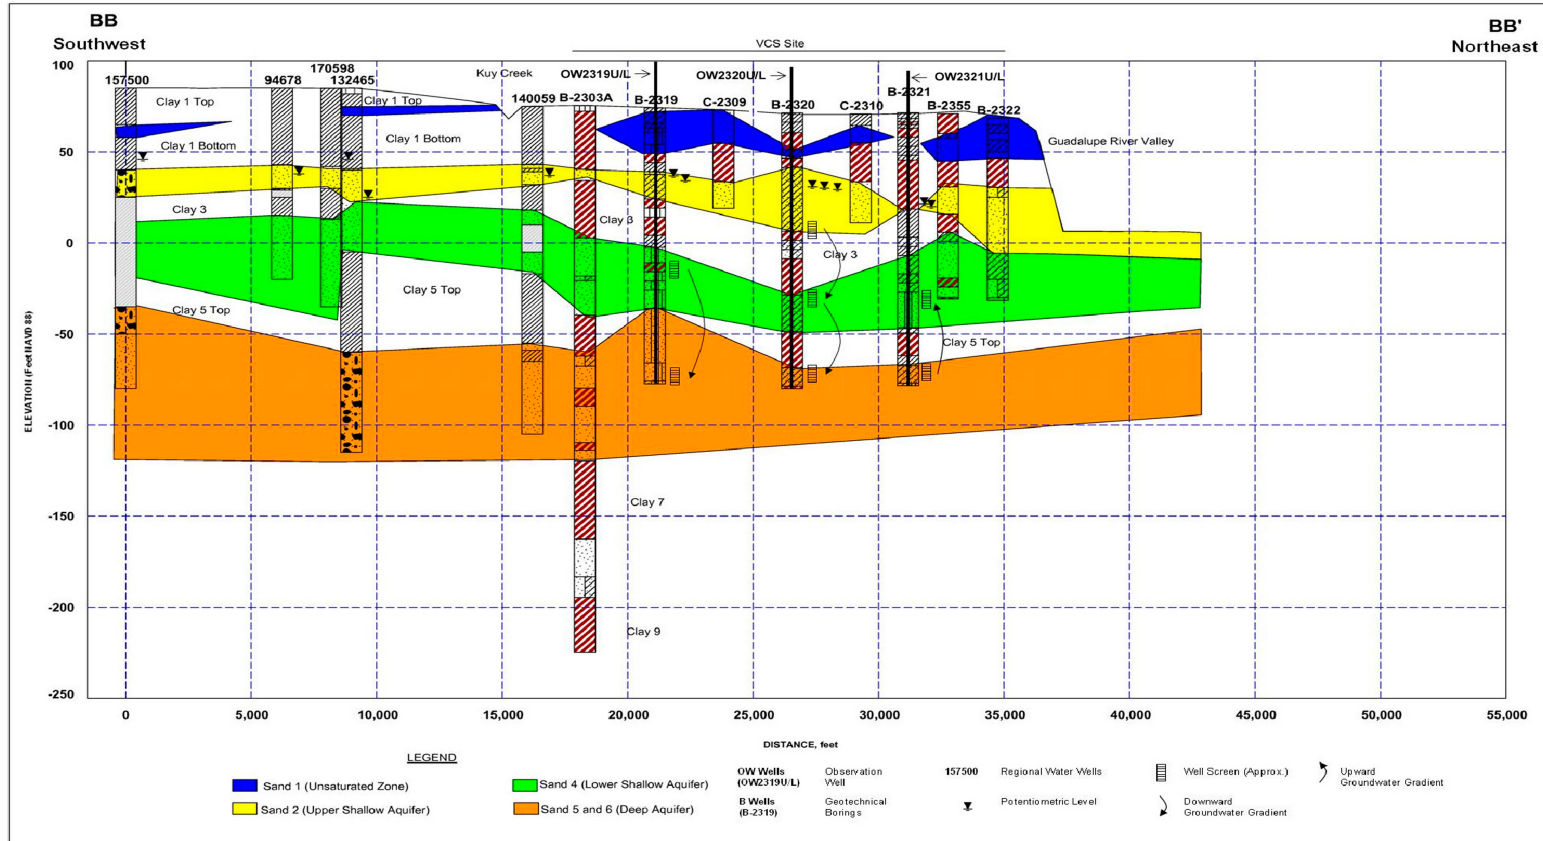 BB
Southwest
BB'
Northeast
VCS Site
100
50
0
-50
-100
-150
-200
-250
ELEVATION (Feet NAVD 88)
157500
94678
170598
132465
Kuy Creek
140059
B-2303A
OW2319U/L
B-2319
C-2309
OW2320U/L
B-2320
C-2310
OW2321U/L
B-2321
B-2355
B-2322
Clay 1 Top
Clay 1 Top
Clay 1 Bottom
Clay 1 Bottom
Guadalupe River Valley
Clay 3
Clay 3
Clay 3
Clay 5 Top
Clay 5 Top
Clay 5 Top
Clay 7
Clay 9
0
5,000
10,000
15,000
20,000
25,000
30,000
35,000
40,000
45,000
50,000
55,000
DISTANCE, feet
LEGEND
Sand 1 (Unsaturated Zone)
Sand 2 (Upper Shallow Aquifer)
Sand 4 (Lower Shallow Aquifer)
Sand 5 and 6 (Deep Aquifer)
OW Wells
(OW2319U/L)
Observation
Well
B Wells
(B-2319)
Geotechnical
Borings
157500
Regional Water Wells
Potentiometric Level
Well Screen (Approx.)
Downward
Groundwater Gradient
Upward
Groundwater Gradient